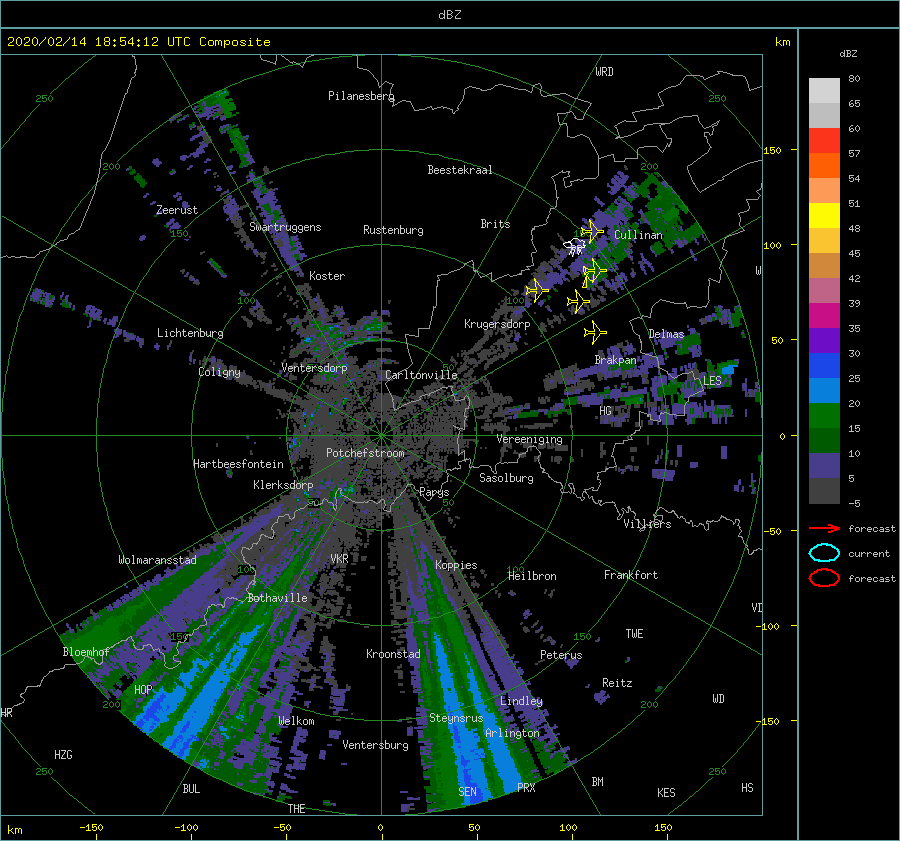 dBZ
2020/02/14 18:54:12 UTC Composite
km
dBZ
80
65
60
57
54
51
48
45
42
39
35
30
25
20
15
10
5
-5
forecast
current
forecast
150
100
50
0
-50
-100
-150
km
-150
-100
-50
0
50
100
150
250
200
150
100
50
250
200
150
100
50
250
200
150
100
50
250
200
150
100
50
WRD
Pilanesberg
Beestekraal
Zeerust
Swartruggens
Rustenburg
Brits
Cullinan
W
Koster
Lichtenburg
Krugersdorp
Delmas
Coligny
Ventersdorp
Carltonville
Brakpan
LES
HG
Vereeniging
Potchefstroom
Hartbeesfontein
Klerksdorp
Parys
Sasolburg
Villiers
Wolmaransstad
VKR
Koppies
Heilbron
Frankfort
Bothaville
VD
Bloemhof
Kroonstad
Peterus
TWE
HOP
Lindley
Reitz
WD
HR
Welkom
Steynsrus
Arlington
HZG
Ventersburg
BUL
THE
SEN
PRX
BM
KES
HS